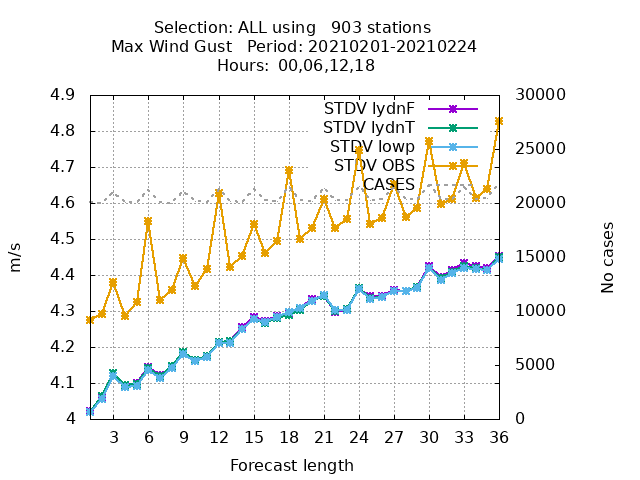 Selection: ALL using   903 stations
Max Wind Gust   Period: 20210201-20210224
Hours:  00,06,12,18
4.9
4.8
4.7
4.6
4.5
4.4
4.3
4.2
4.1
4
m/s
STDV lydnF
STDV lydnT
STDV lowp
STDV OBS
CASES
30000
25000
20000
15000
10000
5000
0
No cases
3 6 9 12 15 18 21 24 27 30 33 36
Forecast length